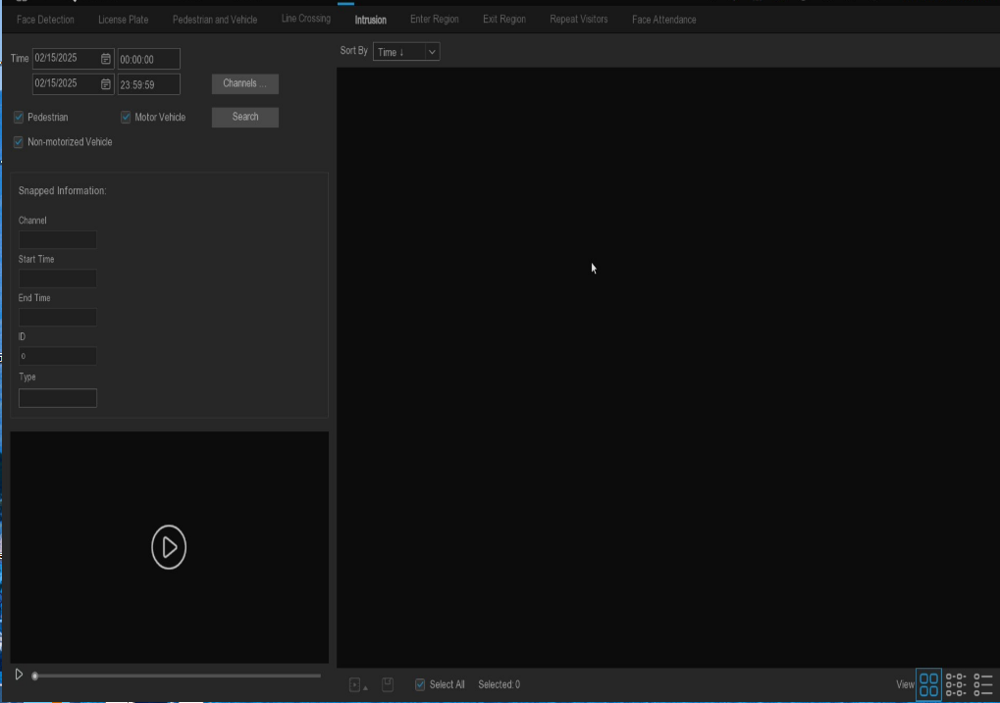 Face Detection License Plate Pedestrian and Vehicle Line Crossing Intrusion Enter Region Exit Region Repeat Visitors Face Attendance
Sort By Time ↓
Time 02/15/2025 00:00:00
02/15/2025 23:59:59 Channels ...
Pedestrian Motor Vehicle Search
Non-motorized Vehicle
Snapped Information:
Channel
Start Time
End Time
ID
0
Type
Select All Selected: 0 View